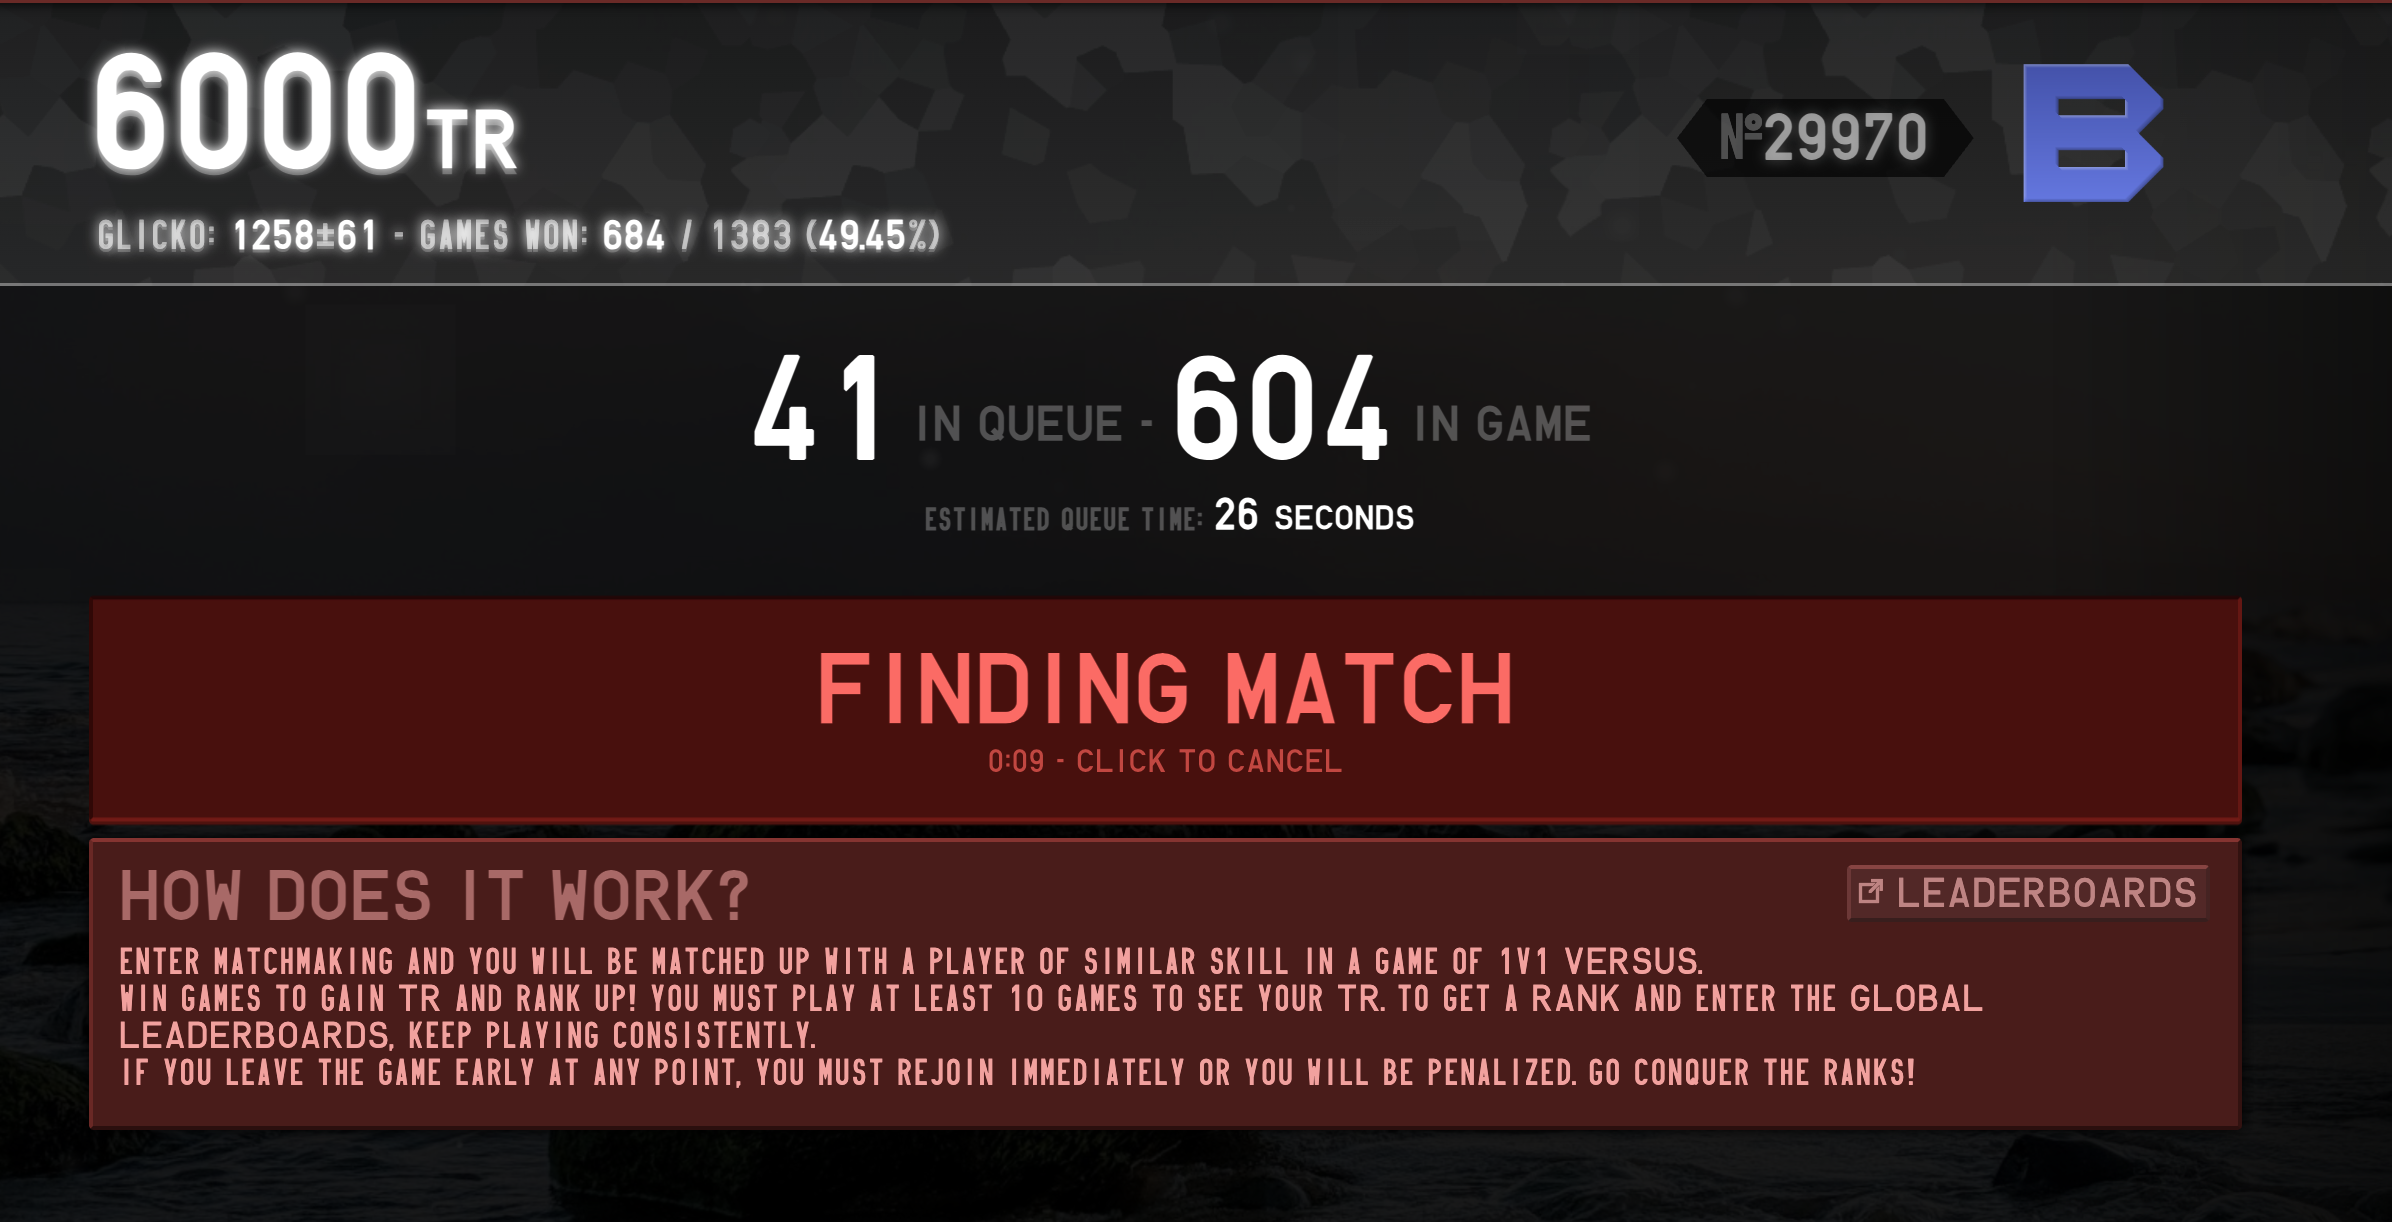 6000TR
№29970
B
GLICKO: 1258±61 - GAMES WON: 684 / 1383 (49.45%)
41 IN QUEUE - 604 IN GAME
ESTIMATED QUEUE TIME: 26 SECONDS
FINDING MATCH
0:09 - CLICK TO CANCEL
HOW DOES IT WORK?
LEADERBOARDS
ENTER MATCHMAKING AND YOU WILL BE MATCHED UP WITH A PLAYER OF SIMILAR SKILL IN A GAME OF 1V1 VERSUS.
WIN GAMES TO GAIN TR AND RANK UP! YOU MUST PLAY AT LEAST 10 GAMES TO SEE YOUR TR. TO GET A RANK AND ENTER THE GLOBAL
LEADERBOARDS, KEEP PLAYING CONSISTENTLY.
IF YOU LEAVE THE GAME EARLY AT ANY POINT, YOU MUST REJOIN IMMEDIATELY OR YOU WILL BE PENALIZED. GO CONQUER THE RANKS!